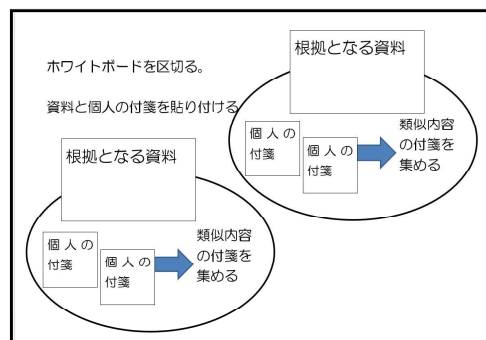 ホワイトボードを区切る。
資料と個人の付箋を貼り付ける
根拠となる資料
個人の
付箋
個人の
付箋
類似内容
の付箋を
集める
根拠となる資料
個人の
付箋
個人の
付箋
類似内容
の付箋を
集める